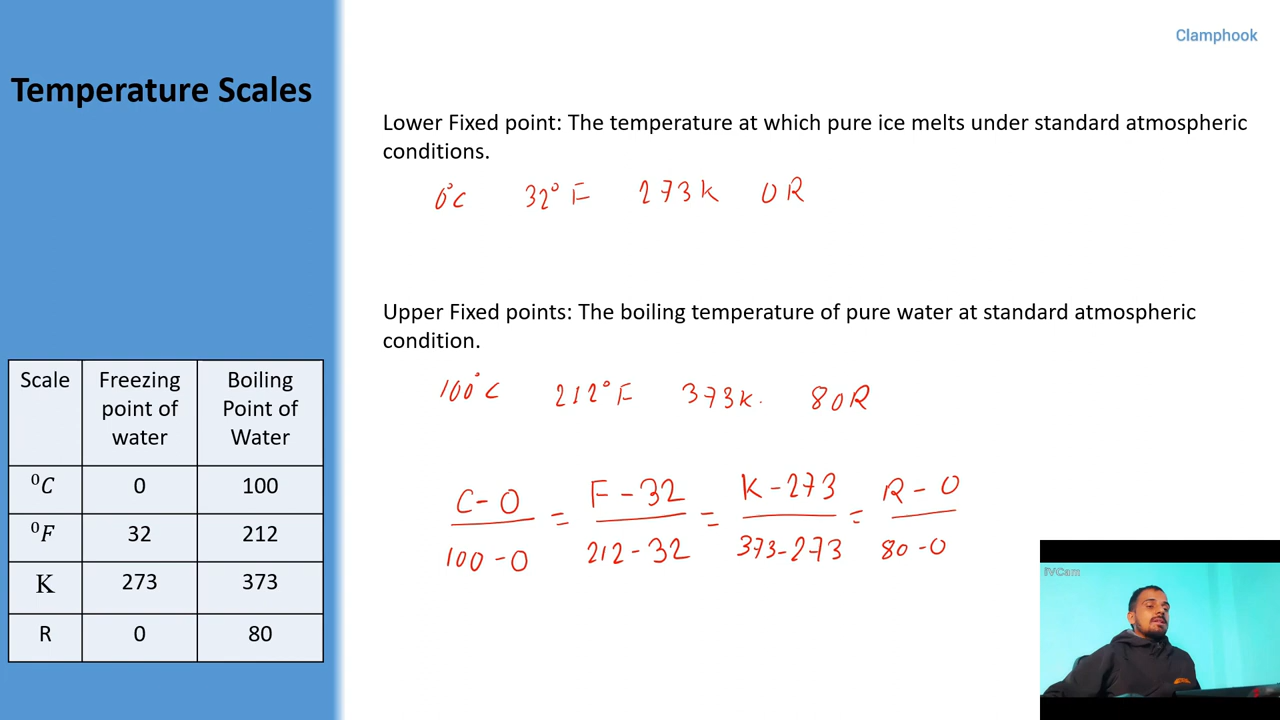 Clamphook
Temperature Scales
Lower Fixed point: The temperature at which pure ice melts under standard atmospheric
conditions.
0°C 32°F 273K 0R
Upper Fixed points: The boiling temperature of pure water at standard atmospheric
condition.
100°C 212°F 373K. 80R
C-0 / 100-0 = F-32 / 212-32 = K-273 / 373-273 = R-0 / 80-0
Scale Freezing point of water Boiling Point of Water
⁰C 0 100
⁰F 32 212
K 273 373
R 0 80
iVCam